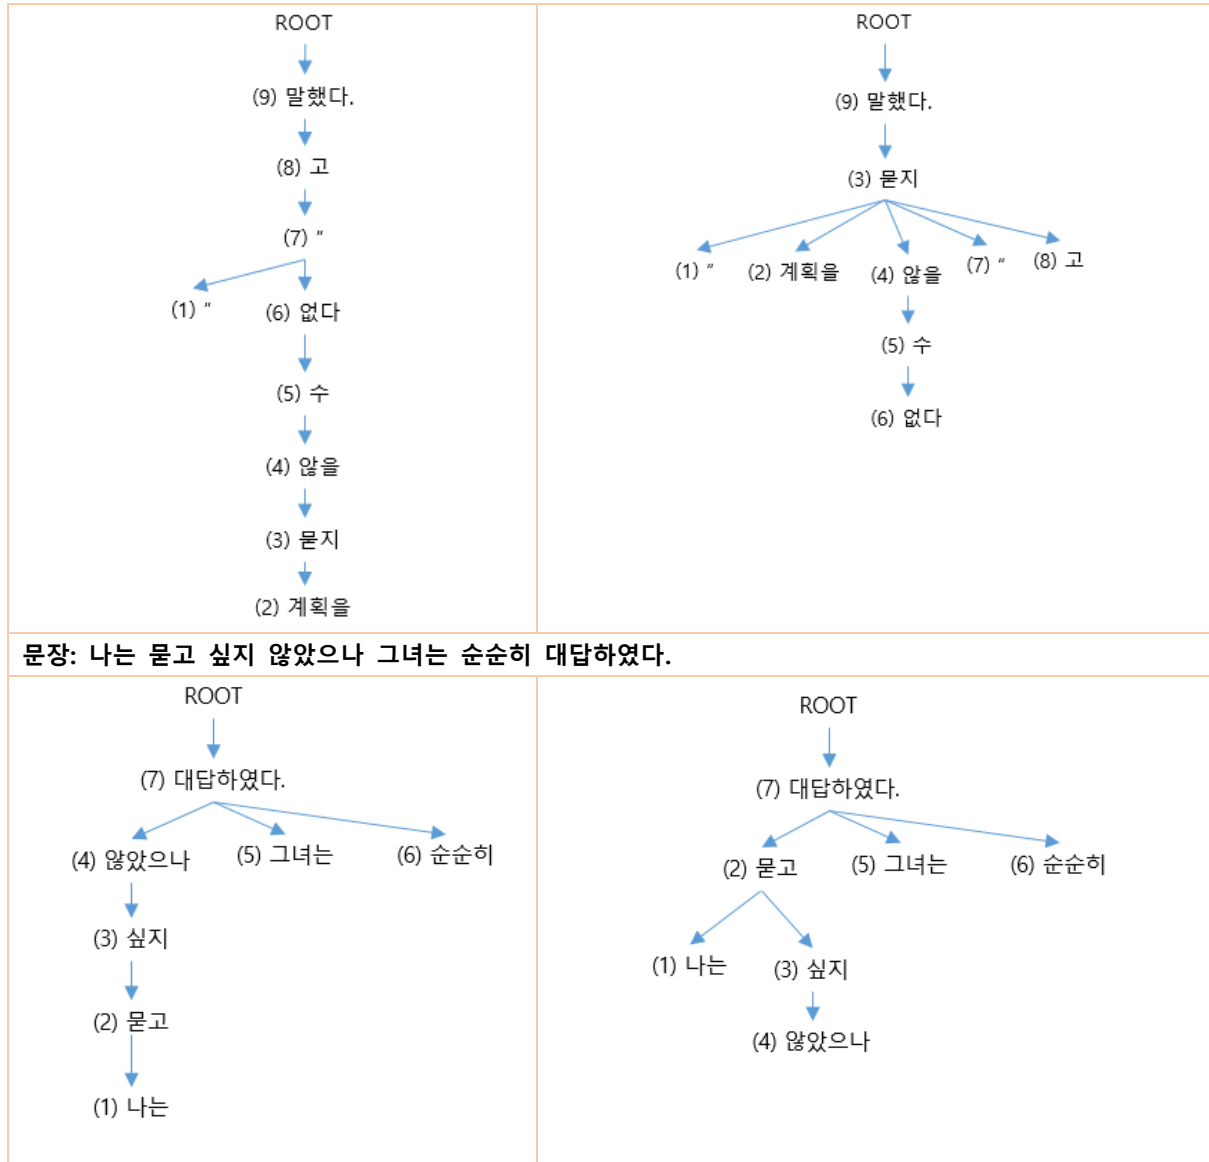 ROOT
(9) 말했다.
(8) 고
(7) “
(1) “
(6) 없다
(5) 수
(4) 않을
(3) 묻지
(2) 계획을
ROOT
(9) 말했다.
(3) 묻지
(1) “ (2) 계획을 (4) 않을 (7) “ (8) 고
(5) 수
(6) 없다
문장: 나는 묻고 싶지 않았으나 그녀는 순순히 대답하였다.
ROOT
(7) 대답하였다.
(4) 않았으나 (5) 그녀는 (6) 순순히
(3) 싶지
(2) 묻고
(1) 나는
ROOT
(7) 대답하였다.
(2) 묻고 (5) 그녀는 (6) 순순히
(1) 나는 (3) 싶지
(4) 않았으나